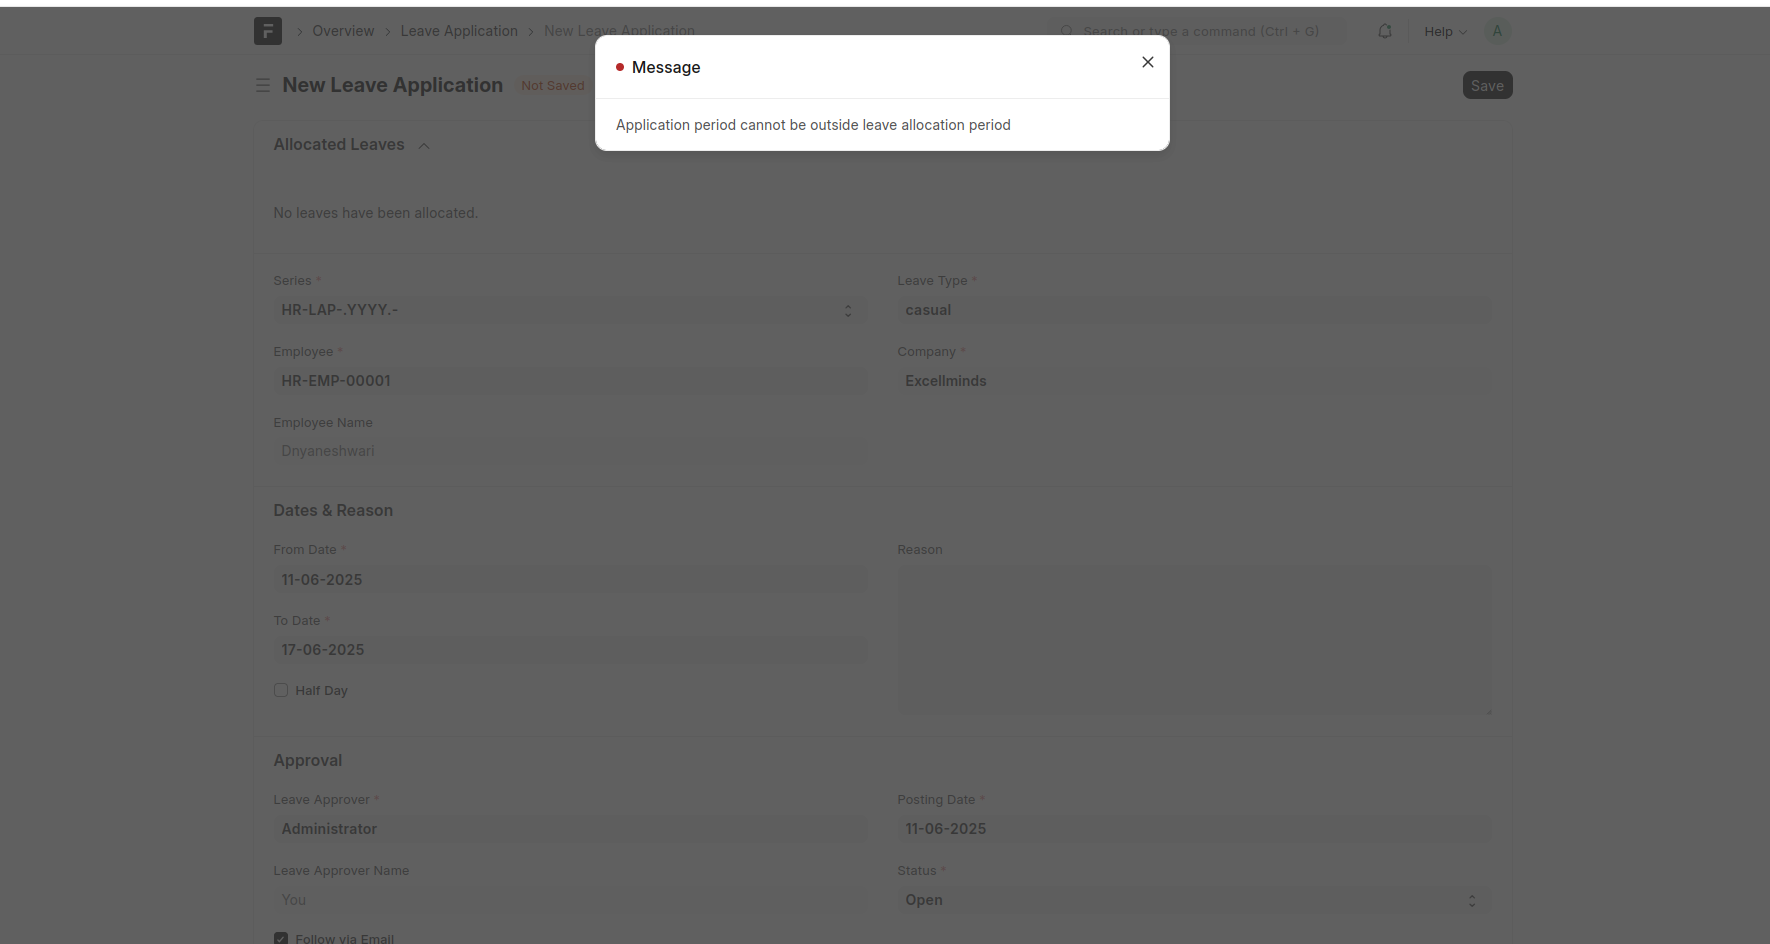 Overview > Leave Application > New Leave Application
Search or type a command (Ctrl + G)
Help
A
New Leave Application
Not Saved
Save
Message
Application period cannot be outside leave allocation period
Allocated Leaves
No leaves have been allocated.
Series *
HR-LAP-.YYYY.-
Leave Type *
casual
Employee *
HR-EMP-00001
Company *
Excellminds
Employee Name
Dnyaneshwari
Dates & Reason
From Date *
11-06-2025
Reason
To Date *
17-06-2025
Half Day
Approval
Leave Approver *
Administrator
Posting Date *
11-06-2025
Leave Approver Name
You
Status *
Open
Follow via Email